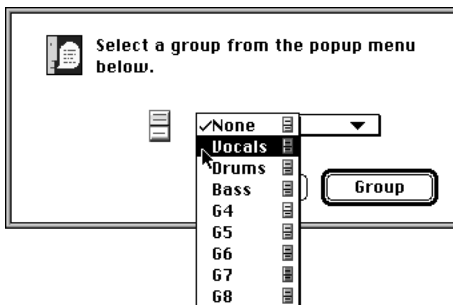 Select a group from the popup menu
below.
✓None
Vocals
Drums
Bass
Group
G4
G5
G6
G7
G8